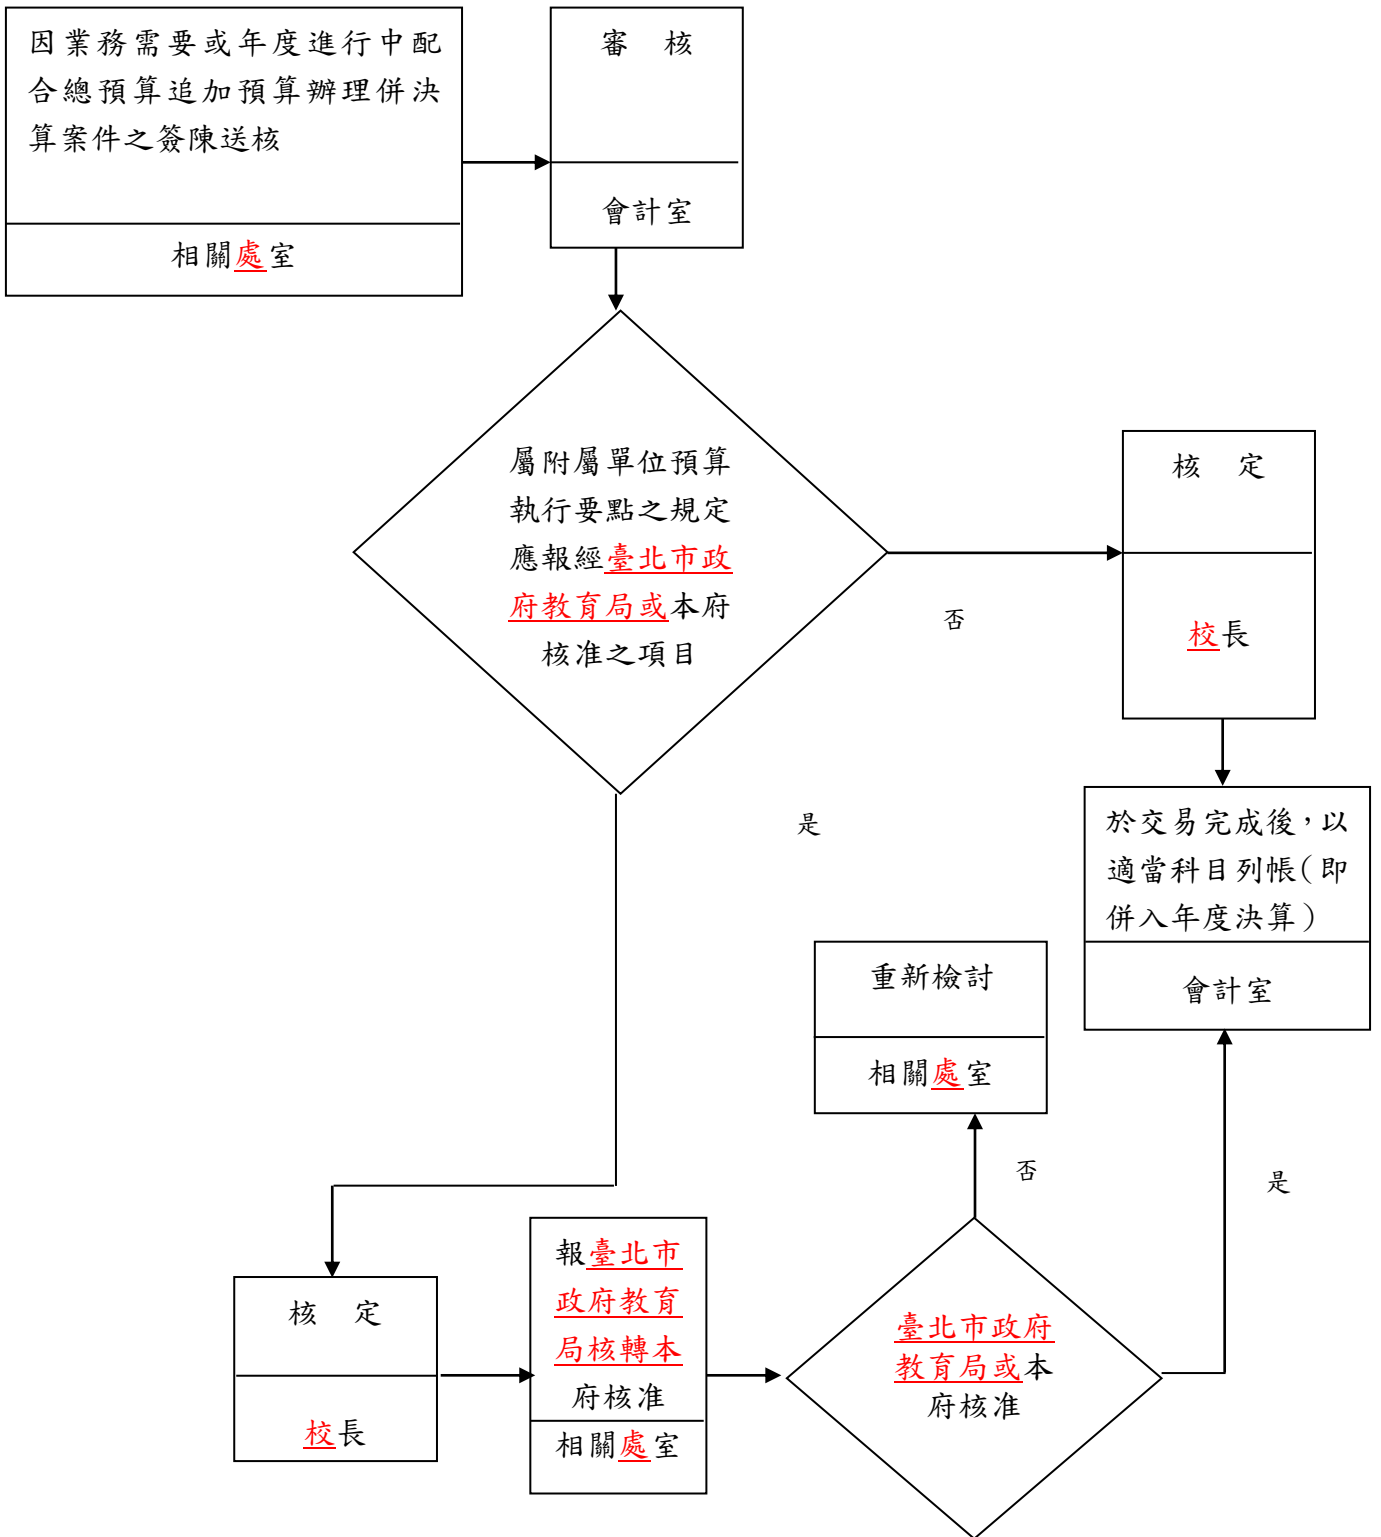 因業務需要或年度進行中配
合總預算追加預算辦理併決
算案件之簽陳送核
相關處室
審　核
會計室
屬附屬單位預算
執行要點之規定
應報經臺北市政
府教育局或本府
核准之項目
否
核　定
校長
是
於交易完成後，以
適當科目列帳（即
併入年度決算）
會計室
重新檢討
相關處室
否
是
核　定
校長
報臺北市
政府教育
局核轉本
府核准
相關處室
臺北市政府
教育局或本
府核准